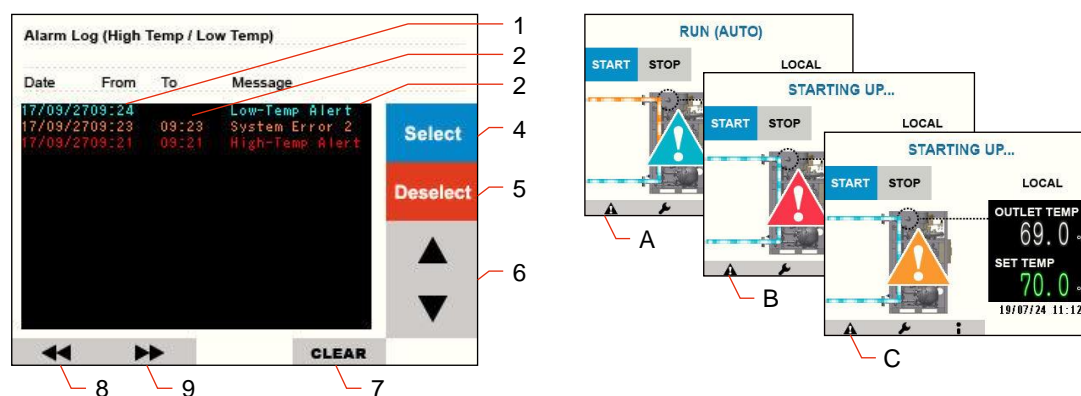 Alarm Log (High Temp / Low Temp)
Date From To Message
17/09/2709:24 Low-Temp Alert
17/09/2709:23 09:23 System Error 2
17/09/2709:21 09:21 High-Temp Alert
Select
Deselect
CLEAR
1
2
2
4
5
6
7
8
9
RUN (AUTO)
START STOP LOCAL
A
STARTING UP...
START STOP LOCAL
B
STARTING UP...
START STOP LOCAL
OUTLET TEMP
69.0
SET TEMP
70.0
19/07/24 11:12
C